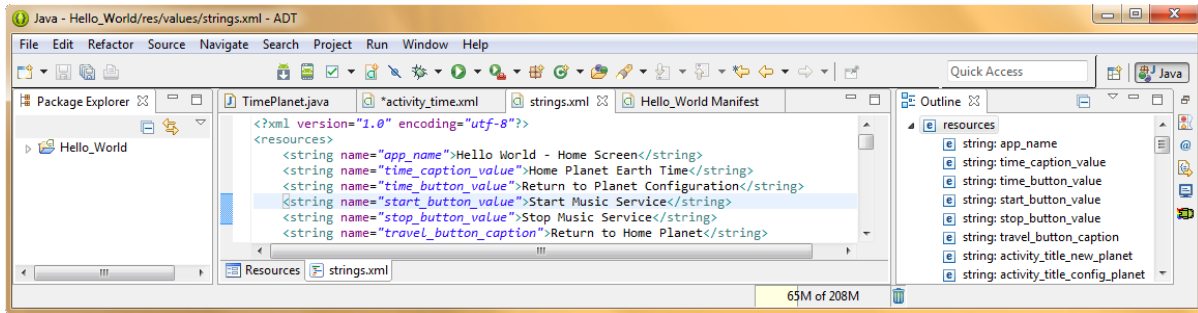 Java - Hello_World/res/values/strings.xml - ADT
File Edit Refactor Source Navigate Search Project Run Window Help
Quick Access
Java
Package Explorer
Hello_World
TimePlanet.java *activity_time.xml strings.xml Hello_World Manifest
<?xml version="1.0" encoding="utf-8"?>
<resources>
<string name="app_name">Hello World - Home Screen</string>
<string name="time_caption_value">Home Planet Earth Time</string>
<string name="time_button_value">Return to Planet Configuration</string>
<string name="start_button_value">Start Music Service</string>
<string name="stop_button_value">Stop Music Service</string>
<string name="travel_button_caption">Return to Home Planet</string>
Resources strings.xml
Outline
resources
string: app_name
string: time_caption_value
string: time_button_value
string: start_button_value
string: stop_button_value
string: travel_button_caption
string: activity_title_new_planet
string: activity_title_config_planet
65M of 208M